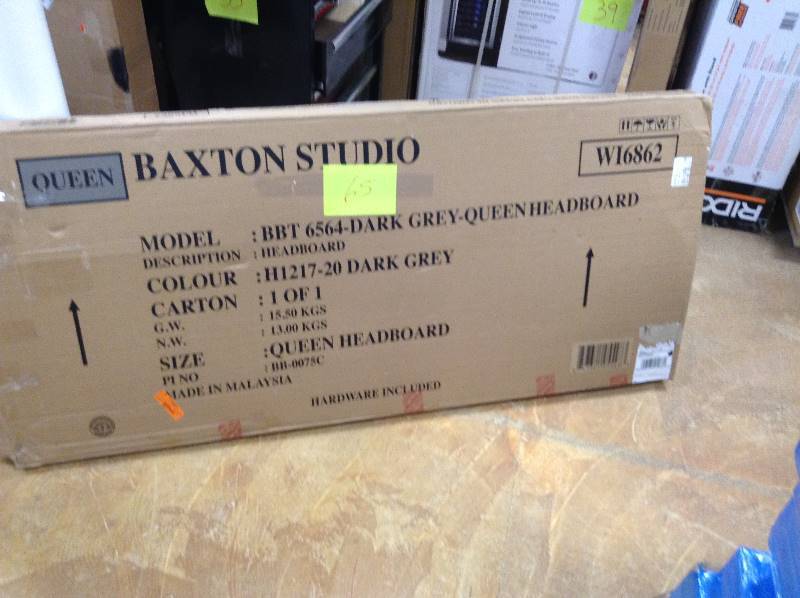 39
QUEEN
BAXTON STUDIO
WI6862
65
MODEL : BBT 6564-DARK GREY-QUEEN HEADBOARD
DESCRIPTION : HEADBOARD
COLOUR : H1217-20 DARK GREY
CARTON : 1 OF 1
G.W. : 15.50 KGS
N.W. : 13.00 KGS
SIZE : QUEEN HEADBOARD
PI NO : BB-0075C
MADE IN MALAYSIA
HARDWARE INCLUDED
RIDG